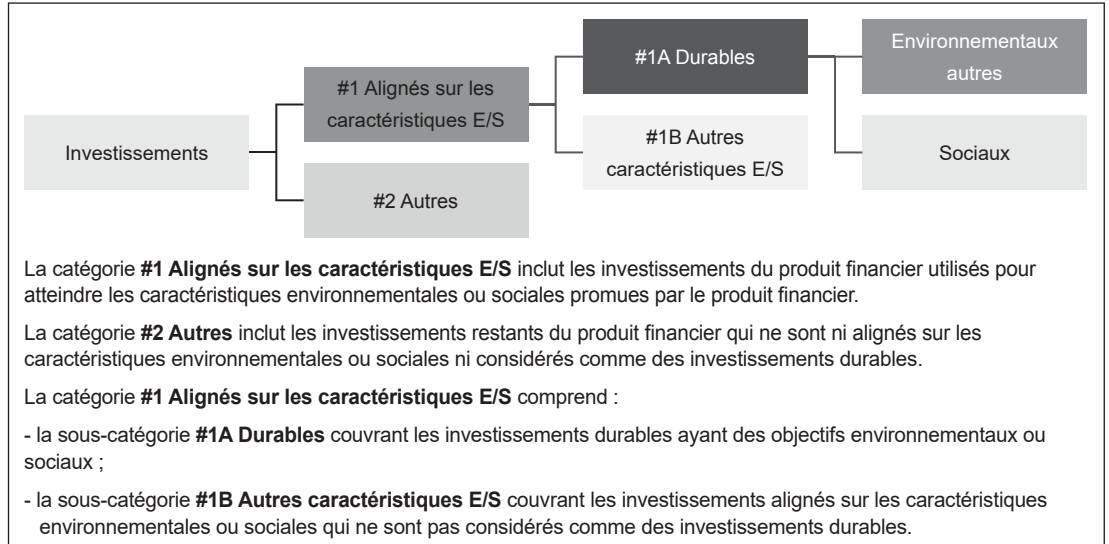 Investissements
#1 Alignés sur les
caractéristiques E/S
#2 Autres
#1A Durables
#1B Autres
caractéristiques E/S
Environnementaux
autres
Sociaux
La catégorie #1 Alignés sur les caractéristiques E/S inclut les investissements du produit financier utilisés pour
atteindre les caractéristiques environnementales ou sociales promues par le produit financier.
La catégorie #2 Autres inclut les investissements restants du produit financier qui ne sont ni alignés sur les
caractéristiques environnementales ou sociales ni considérés comme des investissements durables.
La catégorie #1 Alignés sur les caractéristiques E/S comprend :
- la sous-catégorie #1A Durables couvrant les investissements durables ayant des objectifs environnementaux ou
sociaux ;
- la sous-catégorie #1B Autres caractéristiques E/S couvrant les investissements alignés sur les caractéristiques
environnementales ou sociales qui ne sont pas considérés comme des investissements durables.